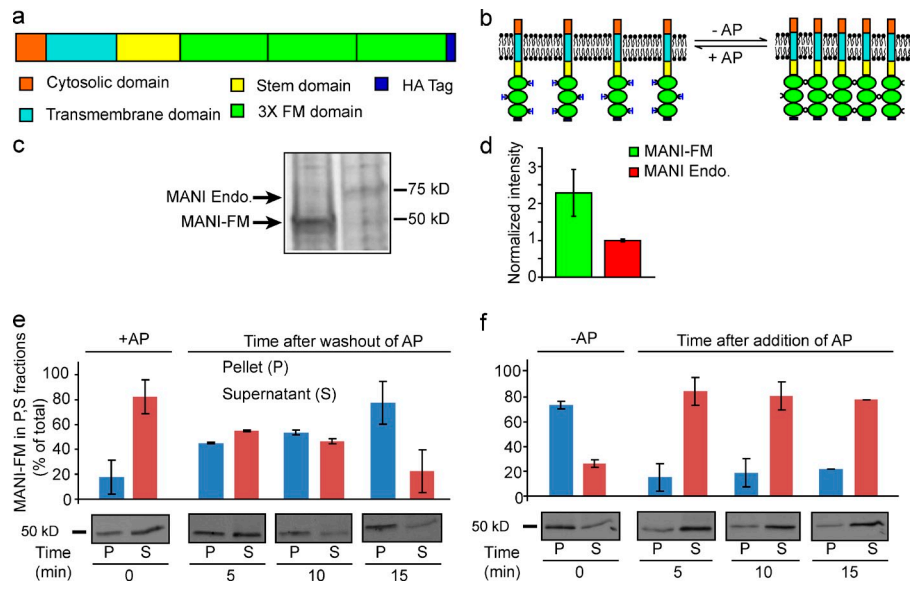 a
Cytosolic domain
Stem domain
HA Tag
Transmembrane domain
3X FM domain
b
- AP
+ AP
c
MANI Endo.
MANI-FM
75 kD
50 kD
d
Normalized intensity
3
2
1
0
MANI-FM
MANI Endo.
e
+AP
Time after washout of AP
Pellet (P)
Supernatant (S)
MANI-FM in P,S fractions
(% of total)
100
80
60
40
20
0
50 kD
Time
(min)
P S P S P S P S
0 5 10 15
f
-AP
Time after addition of AP
100
80
60
40
20
0
50 kD
Time
(min)
P S P S P S P S
0 5 10 15